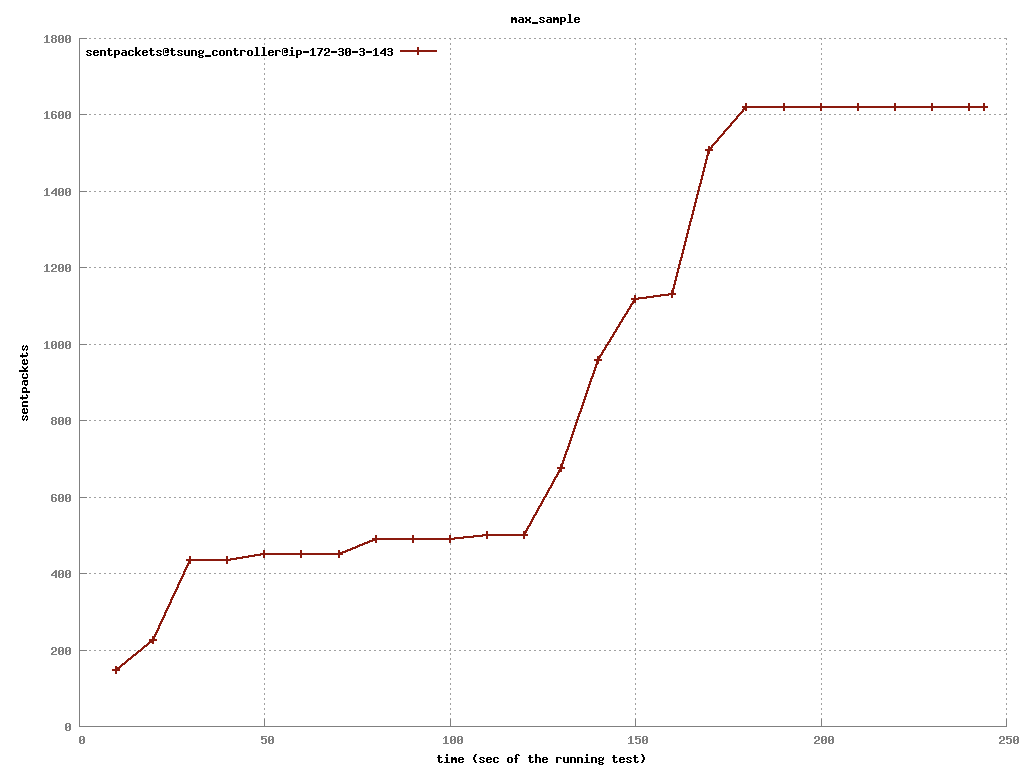 max_sample
sentpackets@tsung_controller@ip-172-30-3-143
1800
1600
1400
1200
1000
800
600
400
200
0
sentpackets
0 50 100 150 200 250
time (sec of the running test)